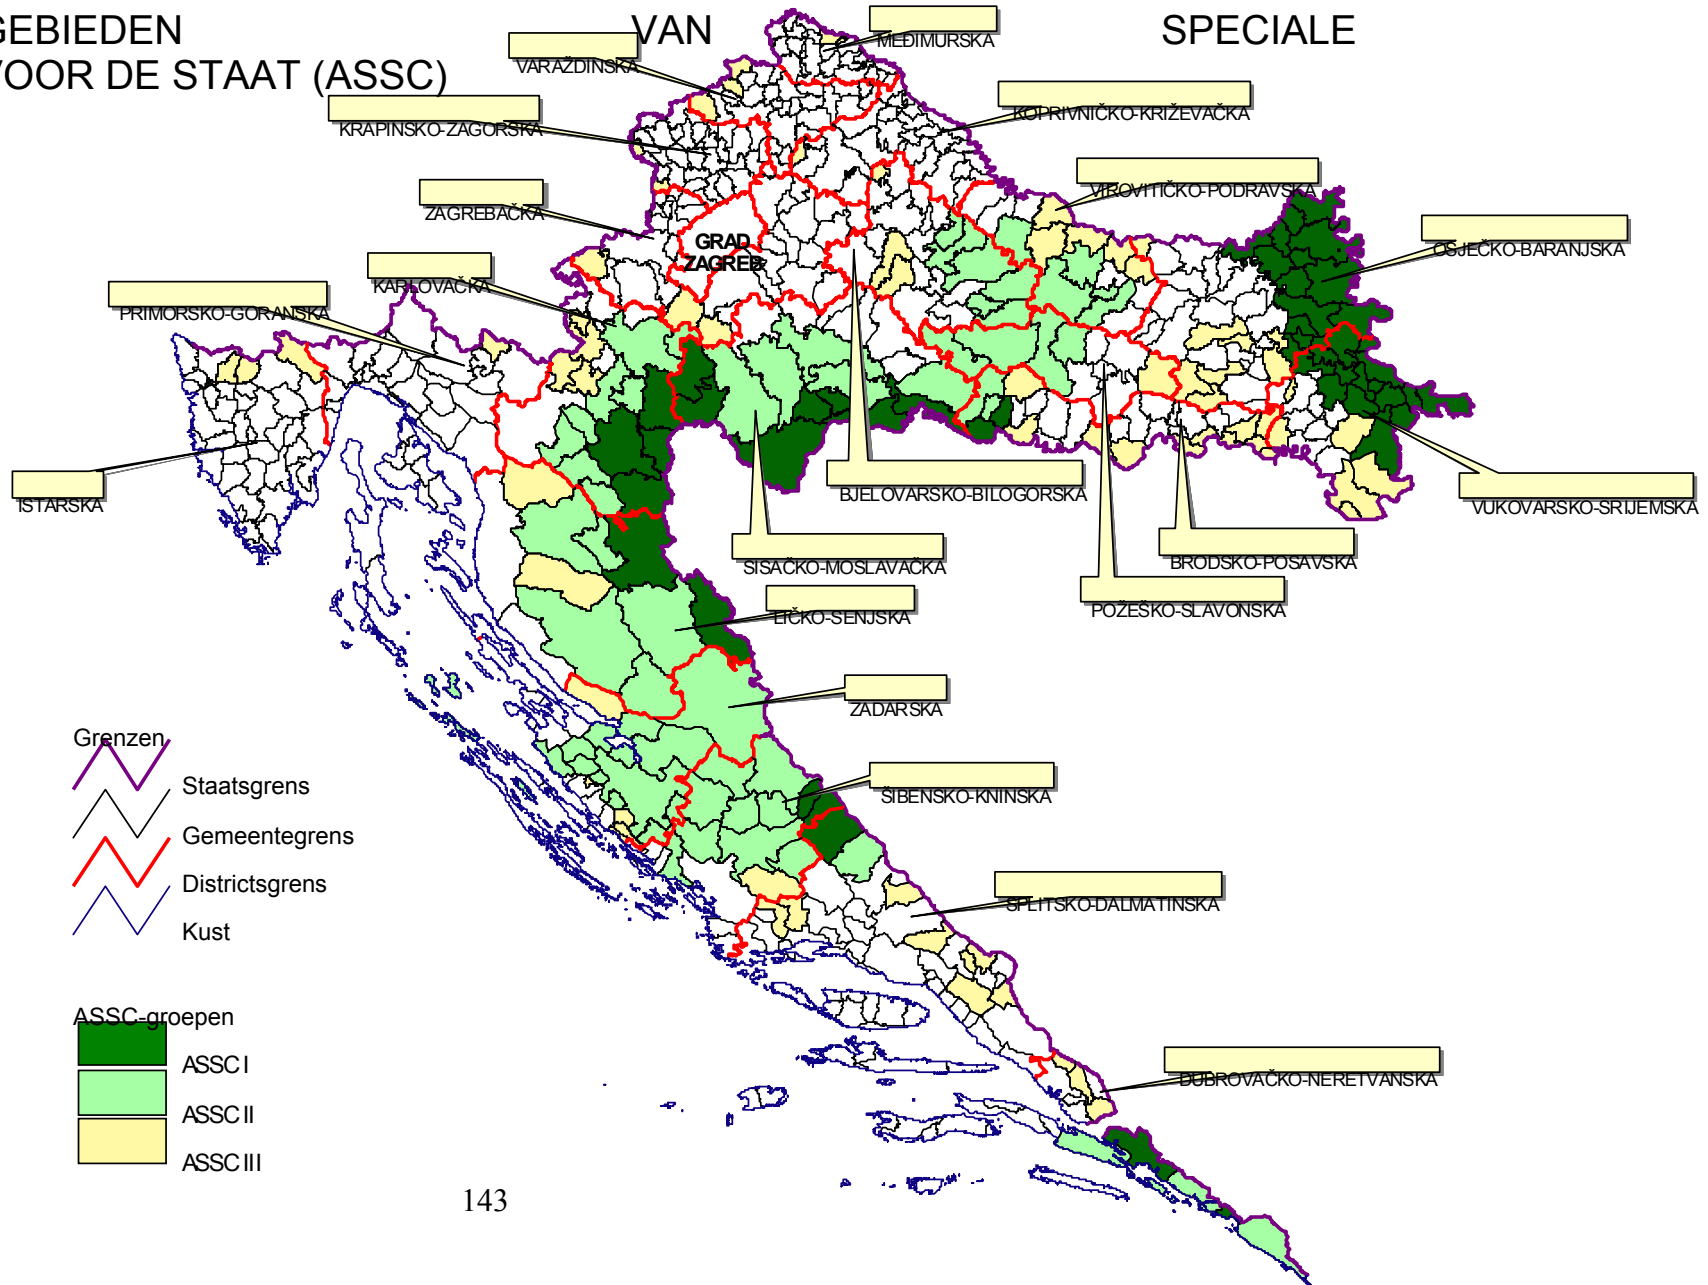 GEBIEDEN VAN SPECIALE
VOOR DE STAAT (ASSC)
MEĐIMURSKA
VARAŽDINSKA
KRAPINSKO-ZAGORSKA
KOPRIVNIČKO-KRIŽEVAČKA
VIROVITIČKO-PODRAVSKA
ZAGREBAČKA
GRAD
ZAGREB
OSJEČKO-BARANJSKA
KARLOVAČKA
PRIMORSKO-GORANSKA
ISTARSKA
BJELOVARSKO-BILOGORSKA
VUKOVARSKO-SRIJEMSKA
SISAČKO-MOSLAVAČKA
BRODSKO-POSAVSKA
POŽEŠKO-SLAVONSKA
LIČKO-SENJSKA
ZADARSKA
ŠIBENSKO-KNINSKA
SPLITSKO-DALMATINSKA
DUBROVAČKO-NERETVANSKA
Grenzen
Staatsgrens
Gemeentegrens
Districtsgrens
Kust
ASSC-groepen
ASSC I
ASSC II
ASSC III
143